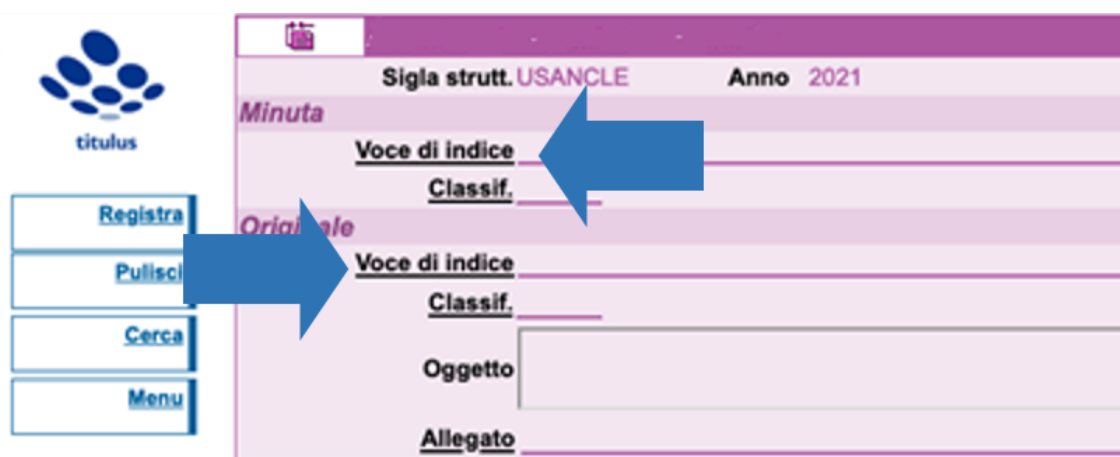 titulus
Registra
Pulisci
Cerca
Menu
Sigla strutt. USANCLE Anno 2021
Minuta
Voce di indice
Classif.
Originale
Voce di indice
Classif.
Oggetto
Allegato